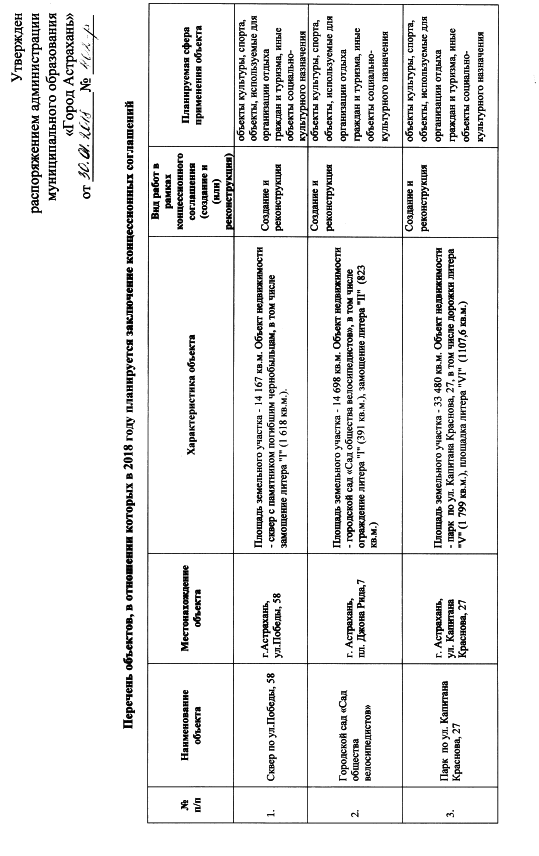 Утвержден
распоряжением администрации
муниципального образования
«Город Астрахань»
от 30.01.2018 №
Перечень объектов, в отношении которых в 2018 году планируется заключение концессионных соглашений
№
п/п
Наименование
объекта
Местонахождение
объекта
Характеристика объекта
Вид работ в
рамках
концессионного
соглашения
(создание и
(или)
реконструкция)
Планируемая сфера
применения объекта
1.
Сквер по ул.Победы, 58
г.Астрахань,
ул.Победы, 58
Площадь земельного участка - 14 167 кв.м. Объект недвижимости
- сквер с памятником погибшим чернобыльцам, в том числе
замощение литера "I" (1 618 кв.м.).
Создание и
реконструкция
объекты культуры, спорта,
объекты, используемые для
организации отдыха
граждан и туризма, иные
объекты социально-
культурного назначения
2.
Городской сад «Сад
общества
велосипедистов»
г. Астрахань,
пл. Джона Рида,7
Площадь земельного участка - 14 698 кв.м. Объект недвижимости
- городской сад «Сад общества велосипедистов», в том числе
ограждение литера "I" (391 кв.м.), замощение литера "II" (823
кв.м.)
Создание и
реконструкция
объекты культуры, спорта,
объекты, используемые для
организации отдыха
граждан и туризма, иные
объекты социально-
культурного назначения
3.
Парк по ул. Капитана
Краснова, 27
г. Астрахань,
ул. Капитана
Краснова, 27
Площадь земельного участка - 33 480 кв.м. Объект недвижимости
- парк по ул. Капитана Краснова, 27, в том числе дорожки литера
"V" (1 799 кв.м.), площадка литера "VI" (1107,6 кв.м.)
Создание и
реконструкция
объекты культуры, спорта,
объекты, используемые для
организации отдыха
граждан и туризма, иные
объекты социально-
культурного назначения